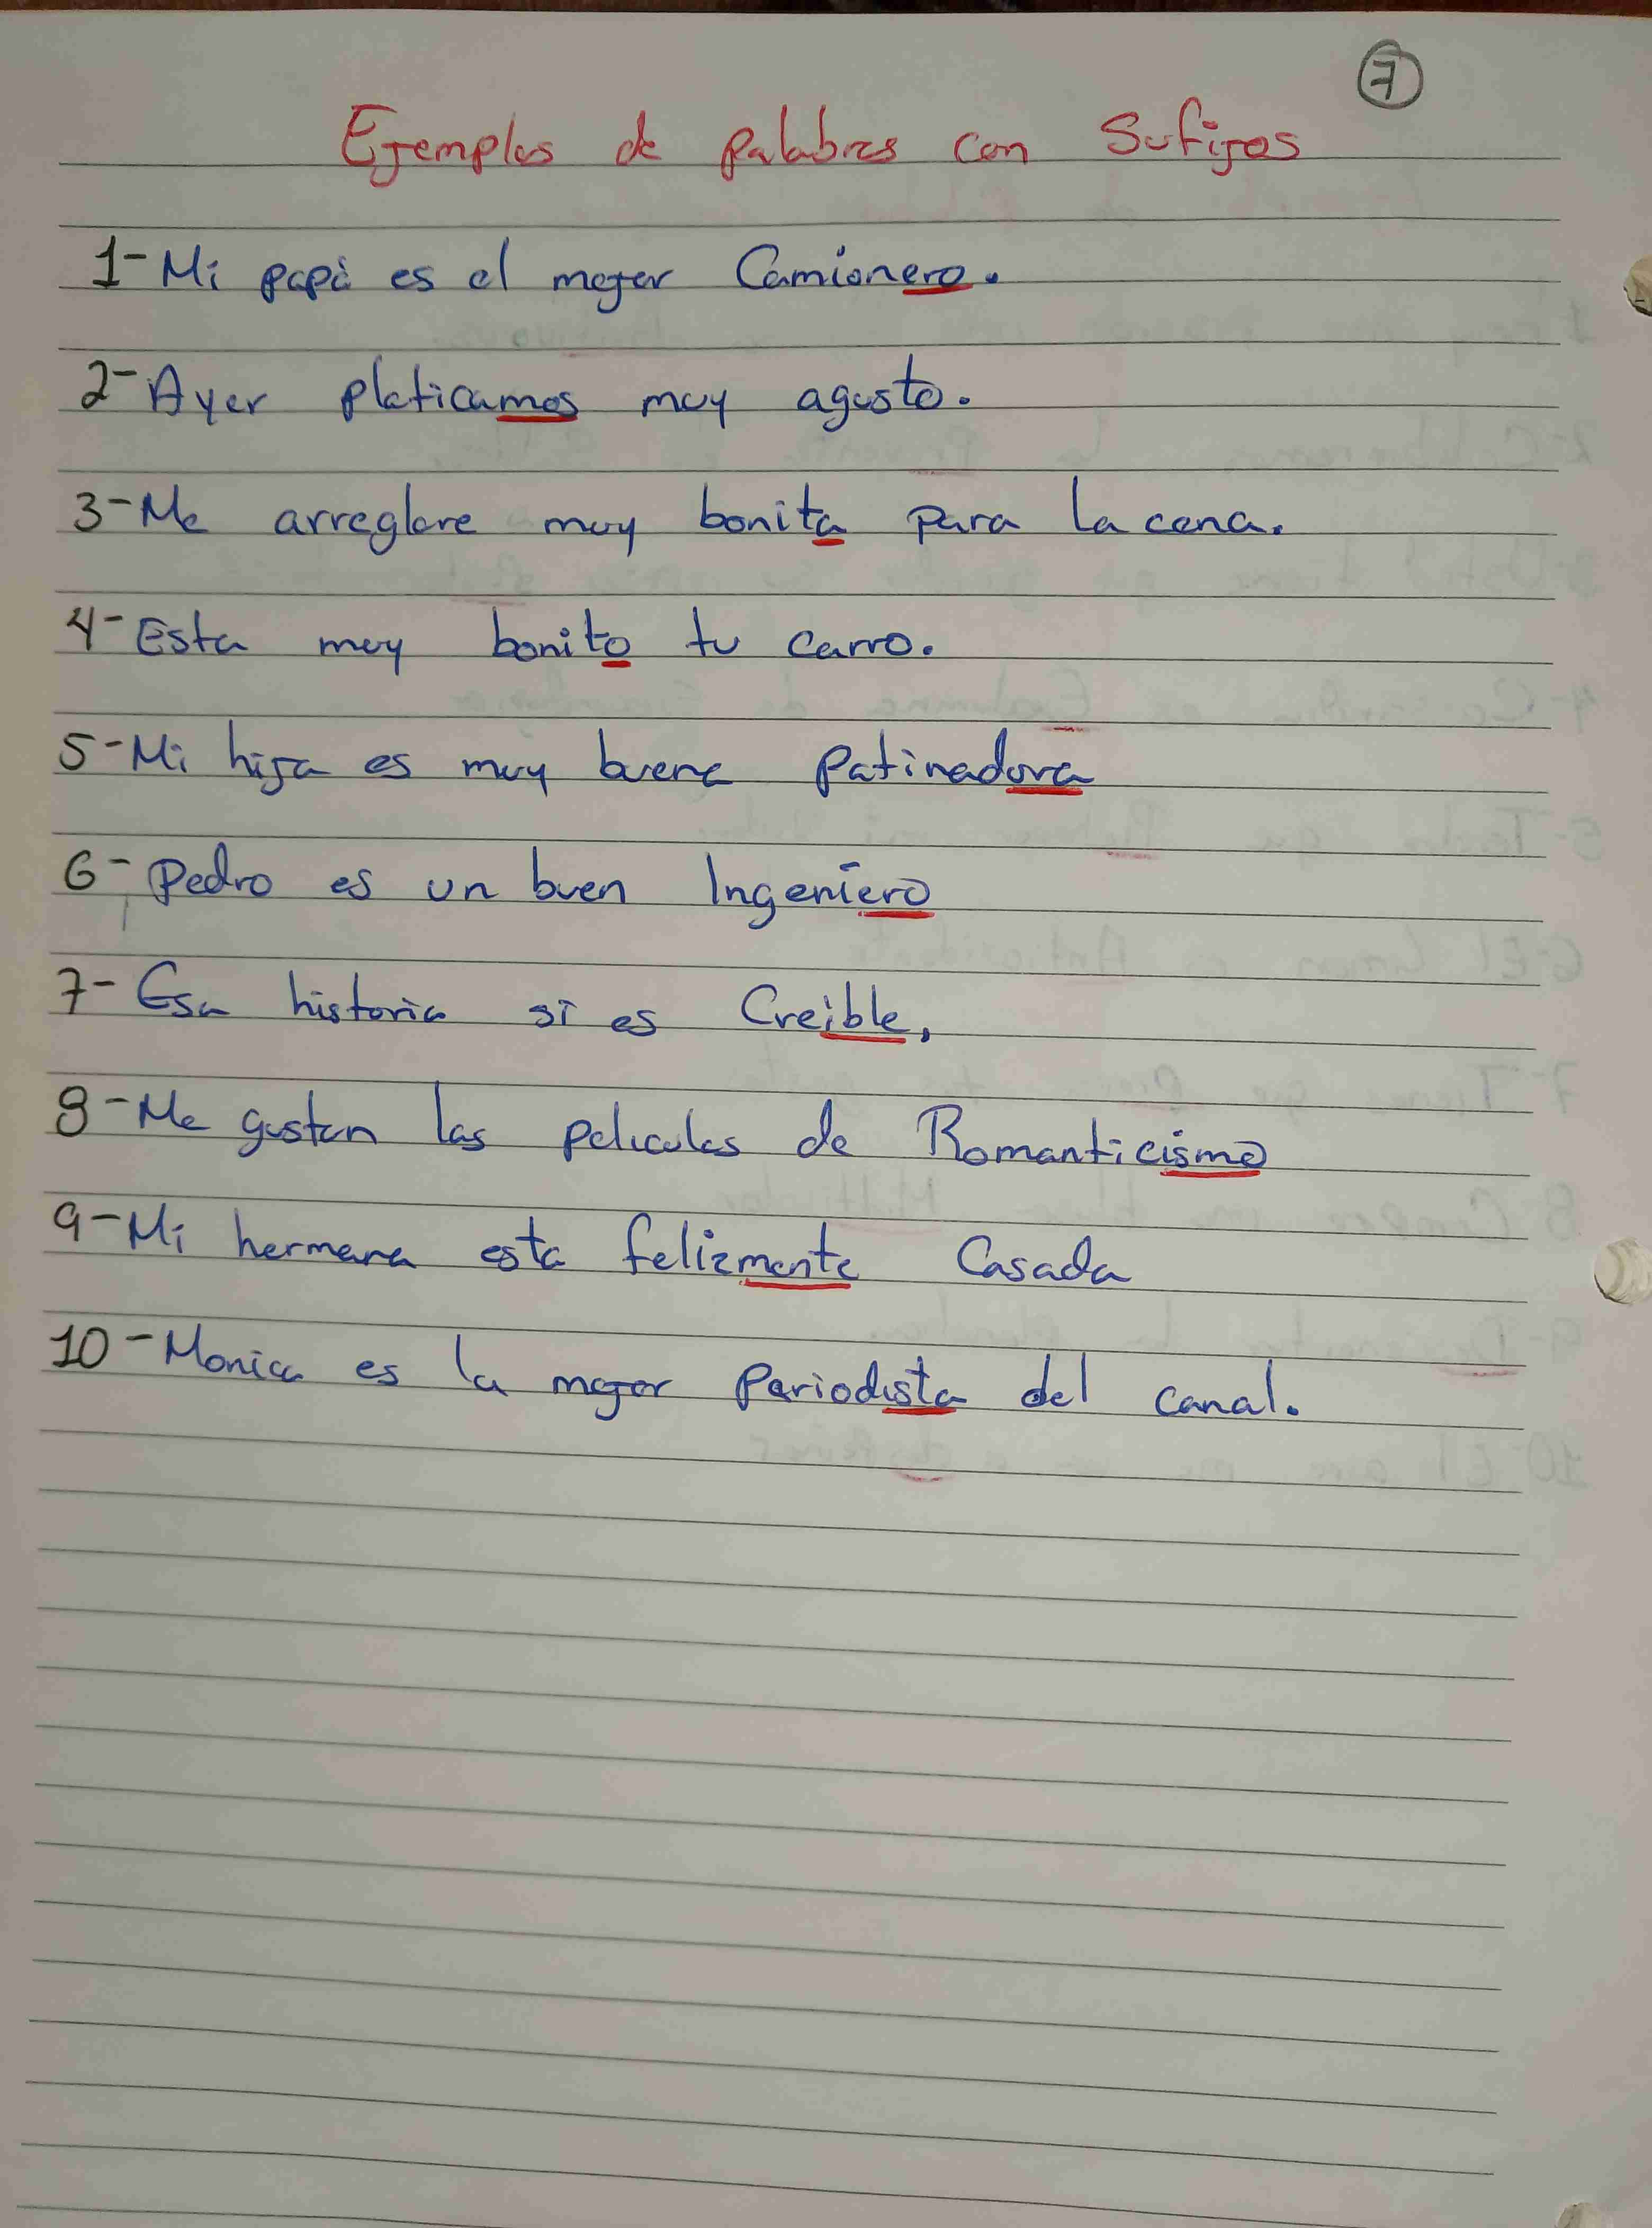 7
Ejemplos de palabras con Sufijos
1- Mi papá es el mejor Camionero.
2- Ayer platicamos muy agusto.
3- Me arreglare muy bonita para la cena.
4- Esta muy bonito tu carro.
5- Mi hija es muy buena patinadora
6- Pedro es un buen Ingeniero
7- Esa historia sí es Creible,
8- Me gustan las peliculas de Romanticismo
9- Mi hermana esta felizmente Casada
10- Monica es la mejor Periodista del canal.